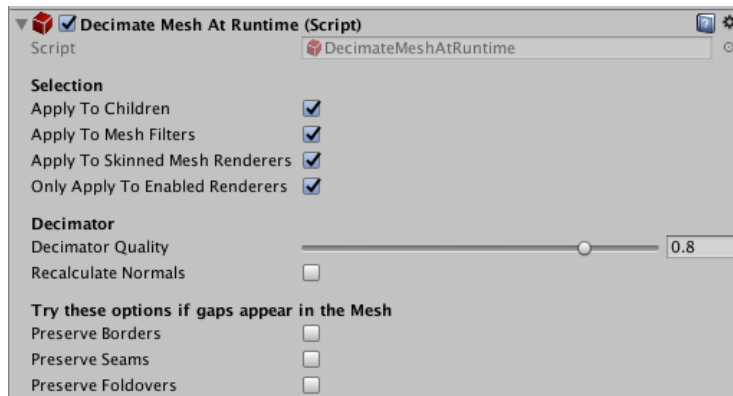 Decimate Mesh At Runtime (Script)
Script DecimateMeshAtRuntime
Selection
Apply To Children
Apply To Mesh Filters
Apply To Skinned Mesh Renderers
Only Apply To Enabled Renderers
Decimator
Decimator Quality 0.8
Recalculate Normals
Try these options if gaps appear in the Mesh
Preserve Borders
Preserve Seams
Preserve Foldovers